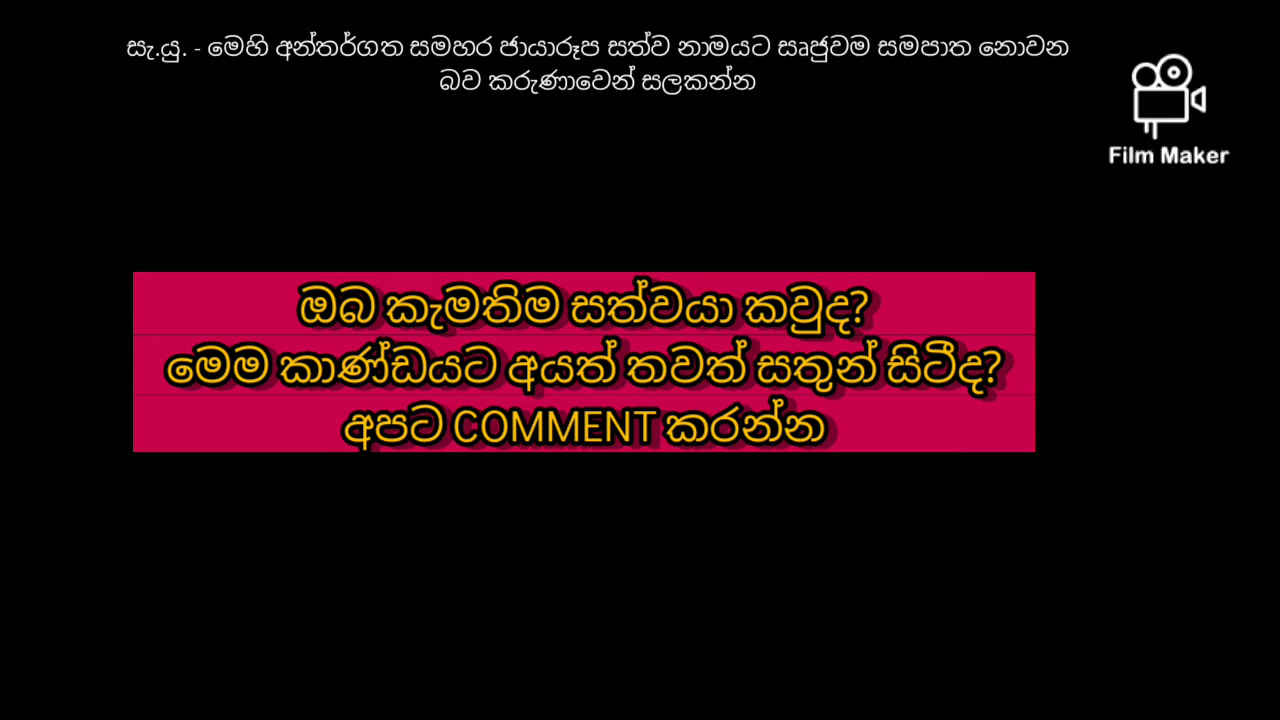 සැ.යු. - මෙහි අන්තර්ගත සමහර ජායාරූප සත්ව නාමයට සෘජුවම සමපාත නොවන
බව කරුණාවෙන් සලකන්න
Film Maker
ඔබ කැමතිම සත්වයා කවුද?
මෙම කාණ්ඩයට අයත් තවත් සතුන් සිටීද?
අපට COMMENT කරන්න